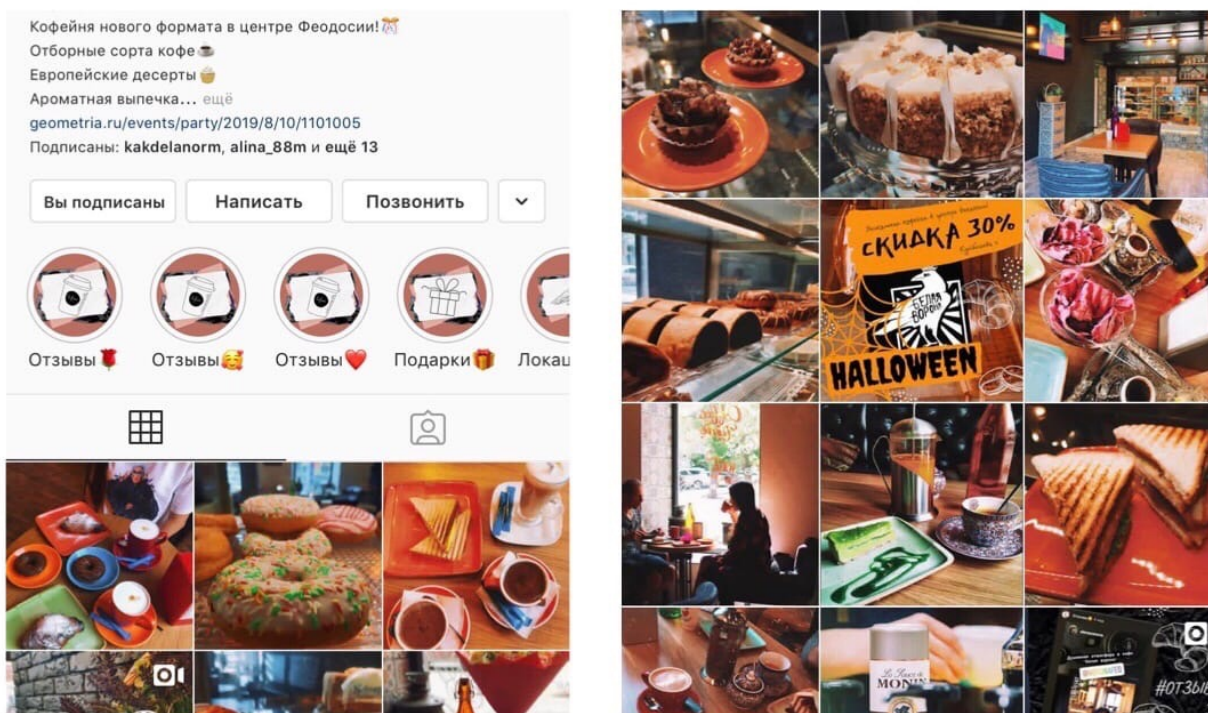 Кофейня нового формата в центре Феодосии!🎊
Отборные сорта кофе☕
Европейские десерты🧁
Ароматная выпечка... ещё
geometria.ru/events/party/2019/8/10/1101005
Подписаны: kakdelanorm, alina_88m и ещё 13
Вы подписаны
Написать
Позвонить
Отзывы🌹
Отзывы🥰
Отзывы❤️
Подарки🎁
Локац
СКИДКА 30%
БЕЛАЯ
ВОРОНА
HALLOWEEN
MONIN
#ОТЗЫВ